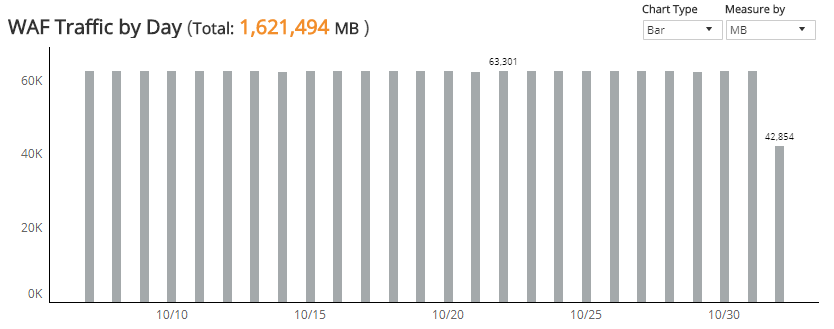 WAF Traffic by Day (Total: 1,621,494 MB )
Chart Type Measure by
Bar MB
63,301
60K
42,854
40K
20K
0K
10/10 10/15 10/20 10/25 10/30